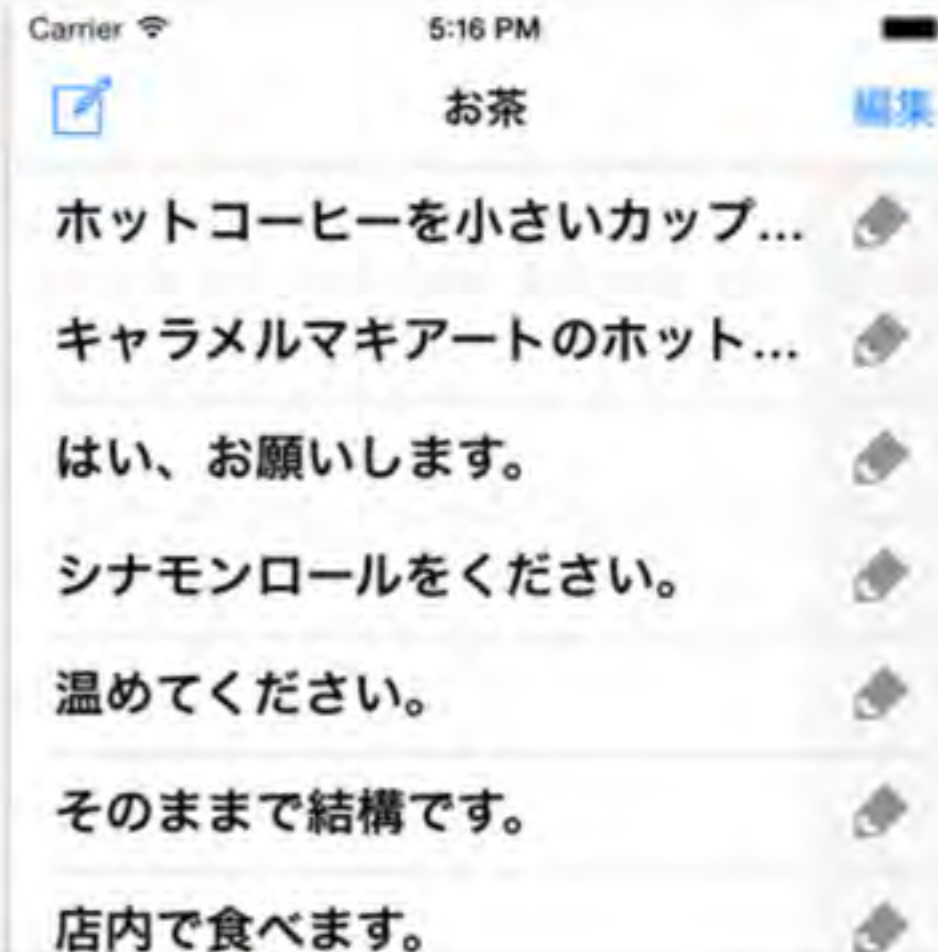 Carrier 5:16 PM
お茶 編集
ホットコーヒーを小さいカップ...
キャラメルマキアートのホット...
はい、お願いします。
シナモンロールをください。
温めてください。
そのままで結構です。
店内で食べます。